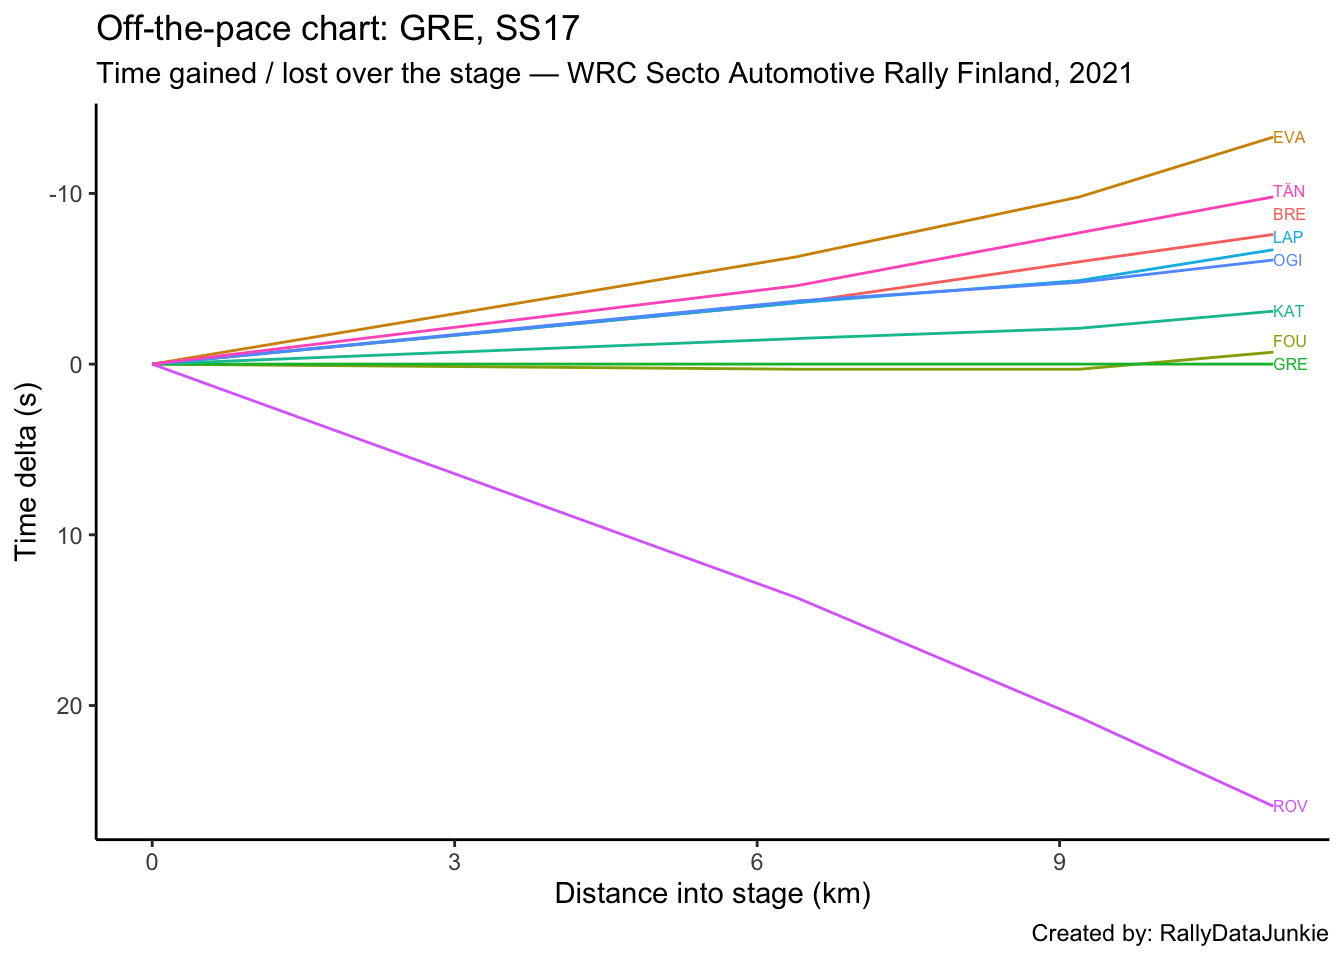 Off-the-pace chart: GRE, SS17
Time gained / lost over the stage — WRC Secto Automotive Rally Finland, 2021
Time delta (s)
-10
0
10
20
EVA
TÄN
BRE
LAP
OGI
KAT
FOU
GRE
ROV
0 3 6 9
Distance into stage (km)
Created by: RallyDataJunkie